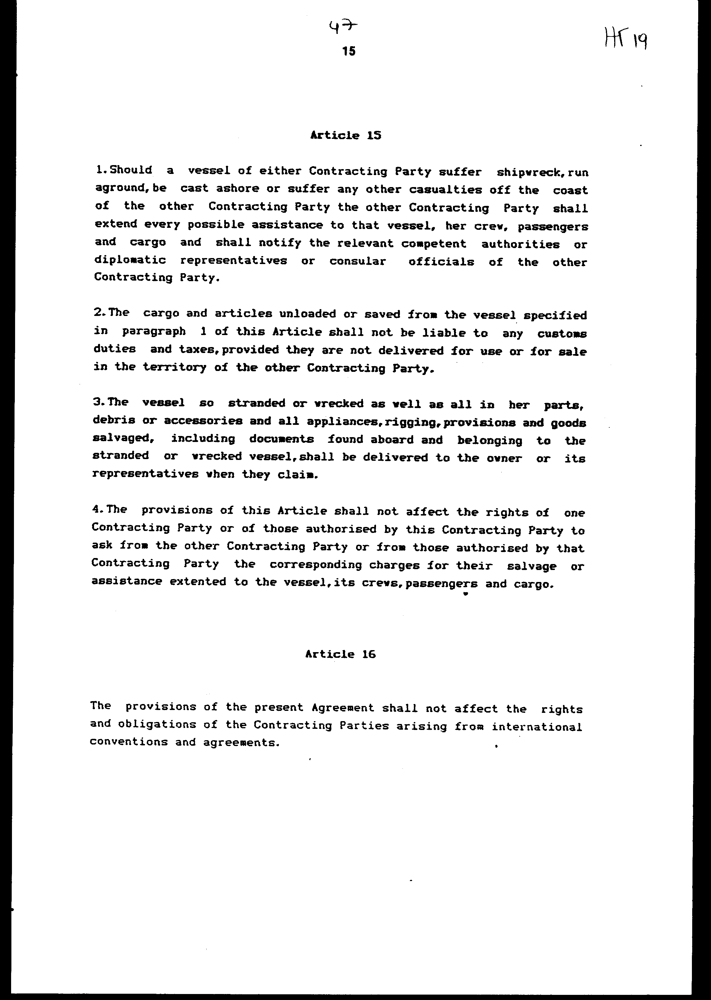 47
15
HF 19
Article 15
1.Should a vessel of either Contracting Party suffer shipwreck,run
aground,be cast ashore or suffer any other casualties off the coast
of the other Contracting Party the other Contracting Party shall
extend every possible assistance to that vessel, her crew, passengers
and cargo and shall notify the relevant competent authorities or
diplomatic representatives or consular officials of the other
Contracting Party.
2.The cargo and articles unloaded or saved from the vessel specified
in paragraph 1 of this Article shall not be liable to any customs
duties and taxes,provided they are not delivered for use or for sale
in the territory of the other Contracting Party.
3.The vessel so stranded or wrecked as well as all in her parts,
debris or accessories and all appliances,rigging,provisions and goods
salvaged, including documents found aboard and belonging to the
stranded or wrecked vessel,shall be delivered to the owner or its
representatives when they claim.
4.The provisions of this Article shall not affect the rights of one
Contracting Party or of those authorised by this Contracting Party to
ask from the other Contracting Party or from those authorised by that
Contracting Party the corresponding charges for their salvage or
assistance extented to the vessel,its crews,passengers and cargo.
Article 16
The provisions of the present Agreement shall not affect the rights
and obligations of the Contracting Parties arising from international
conventions and agreements.